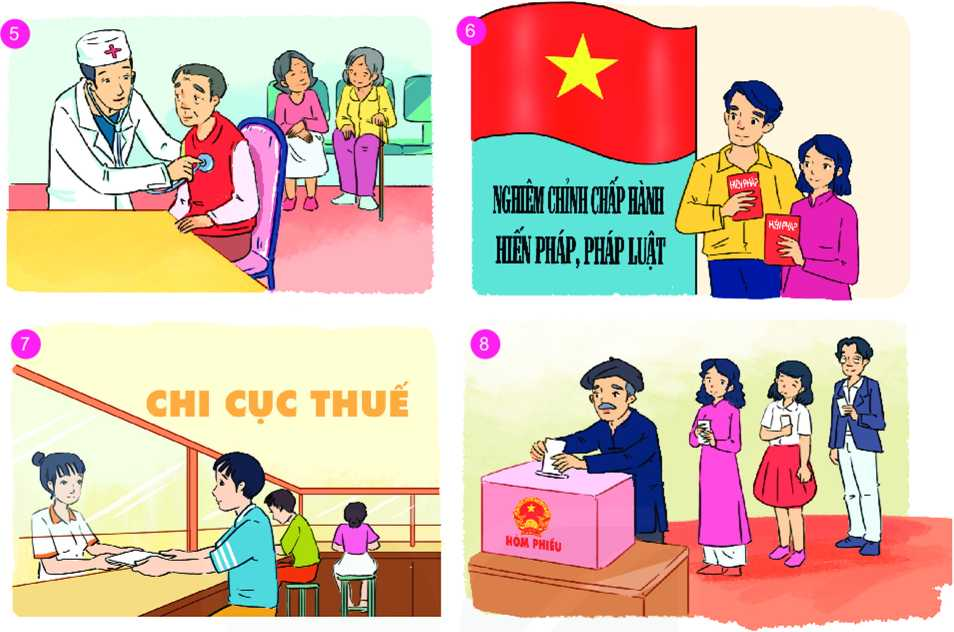 5
6
NGHIÊM CHỈNH CHẤP HÀNH
HIẾN PHÁP, PHÁP LUẬT
HIẾN PHÁP
HIẾN PHÁP
7
CHI CỤC THUẾ
8
HÒM PHIẾU